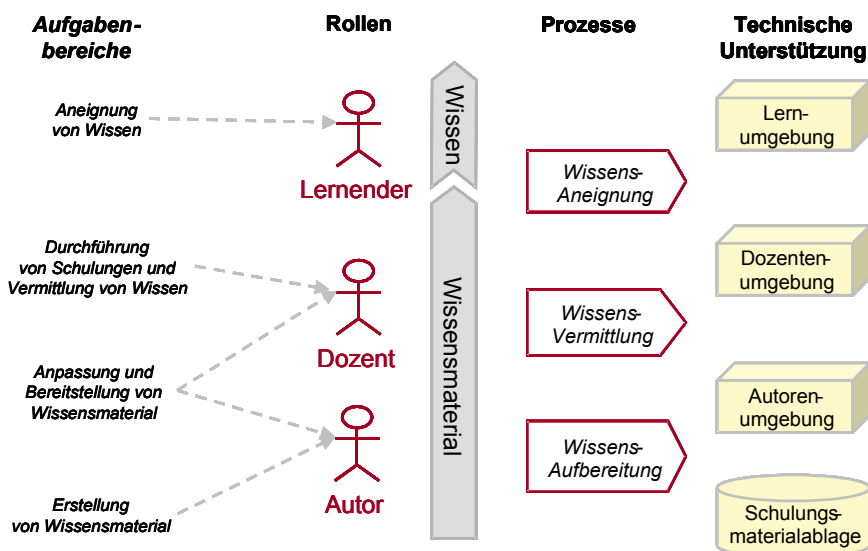 Aufgaben-
bereiche
Rollen
Prozesse
Technische
Unterstützung
Aneignung
von Wissen
Lernender
Wissen
Wissens-
Aneignung
Lern-
umgebung
Durchführung
von Schulungen und
Vermittlung von Wissen
Dozent
Wissensmaterial
Wissens-
Vermittlung
Dozenten-
umgebung
Anpassung und
Bereitstellung von
Wissensmaterial
Autoren-
umgebung
Erstellung
von Wissensmaterial
Autor
Wissens-
Aufbereitung
Schulungs-
materialablage